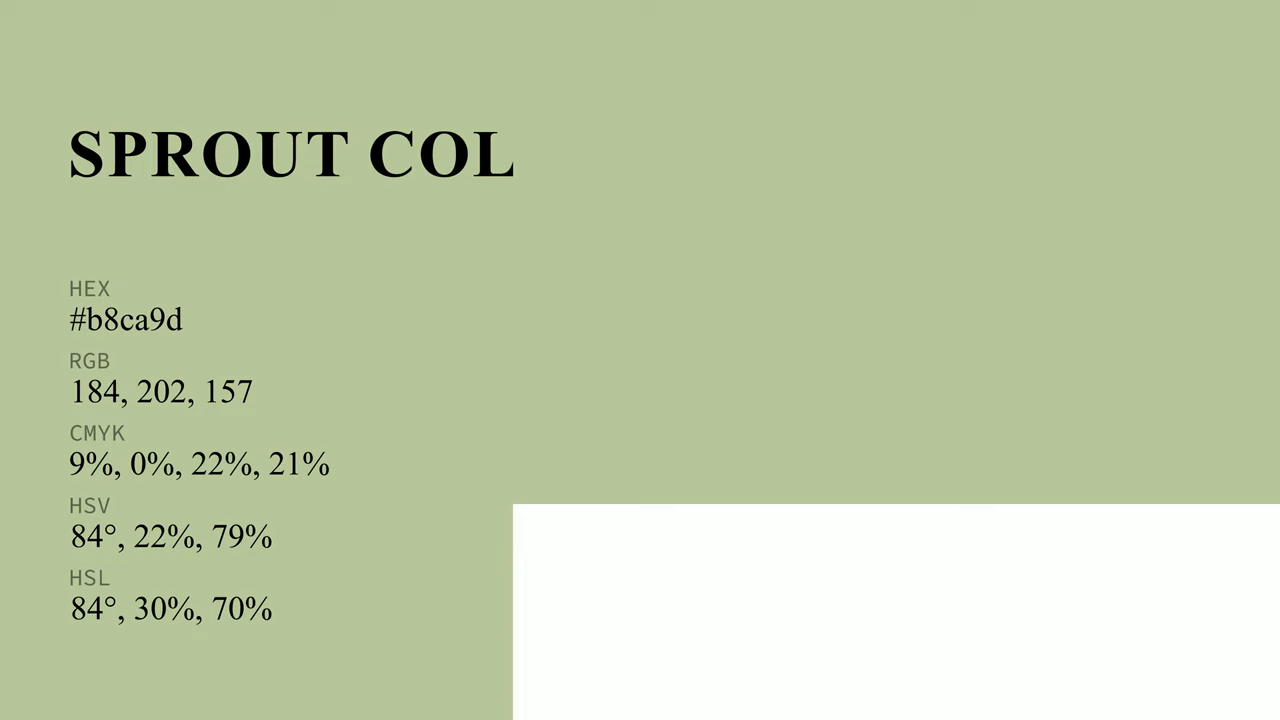 SPROUT COL
HEX
#b8ca9d
RGB
184, 202, 157
CMYK
9%, 0%, 22%, 21%
HSV
84°, 22%, 79%
HSL
84°, 30%, 70%